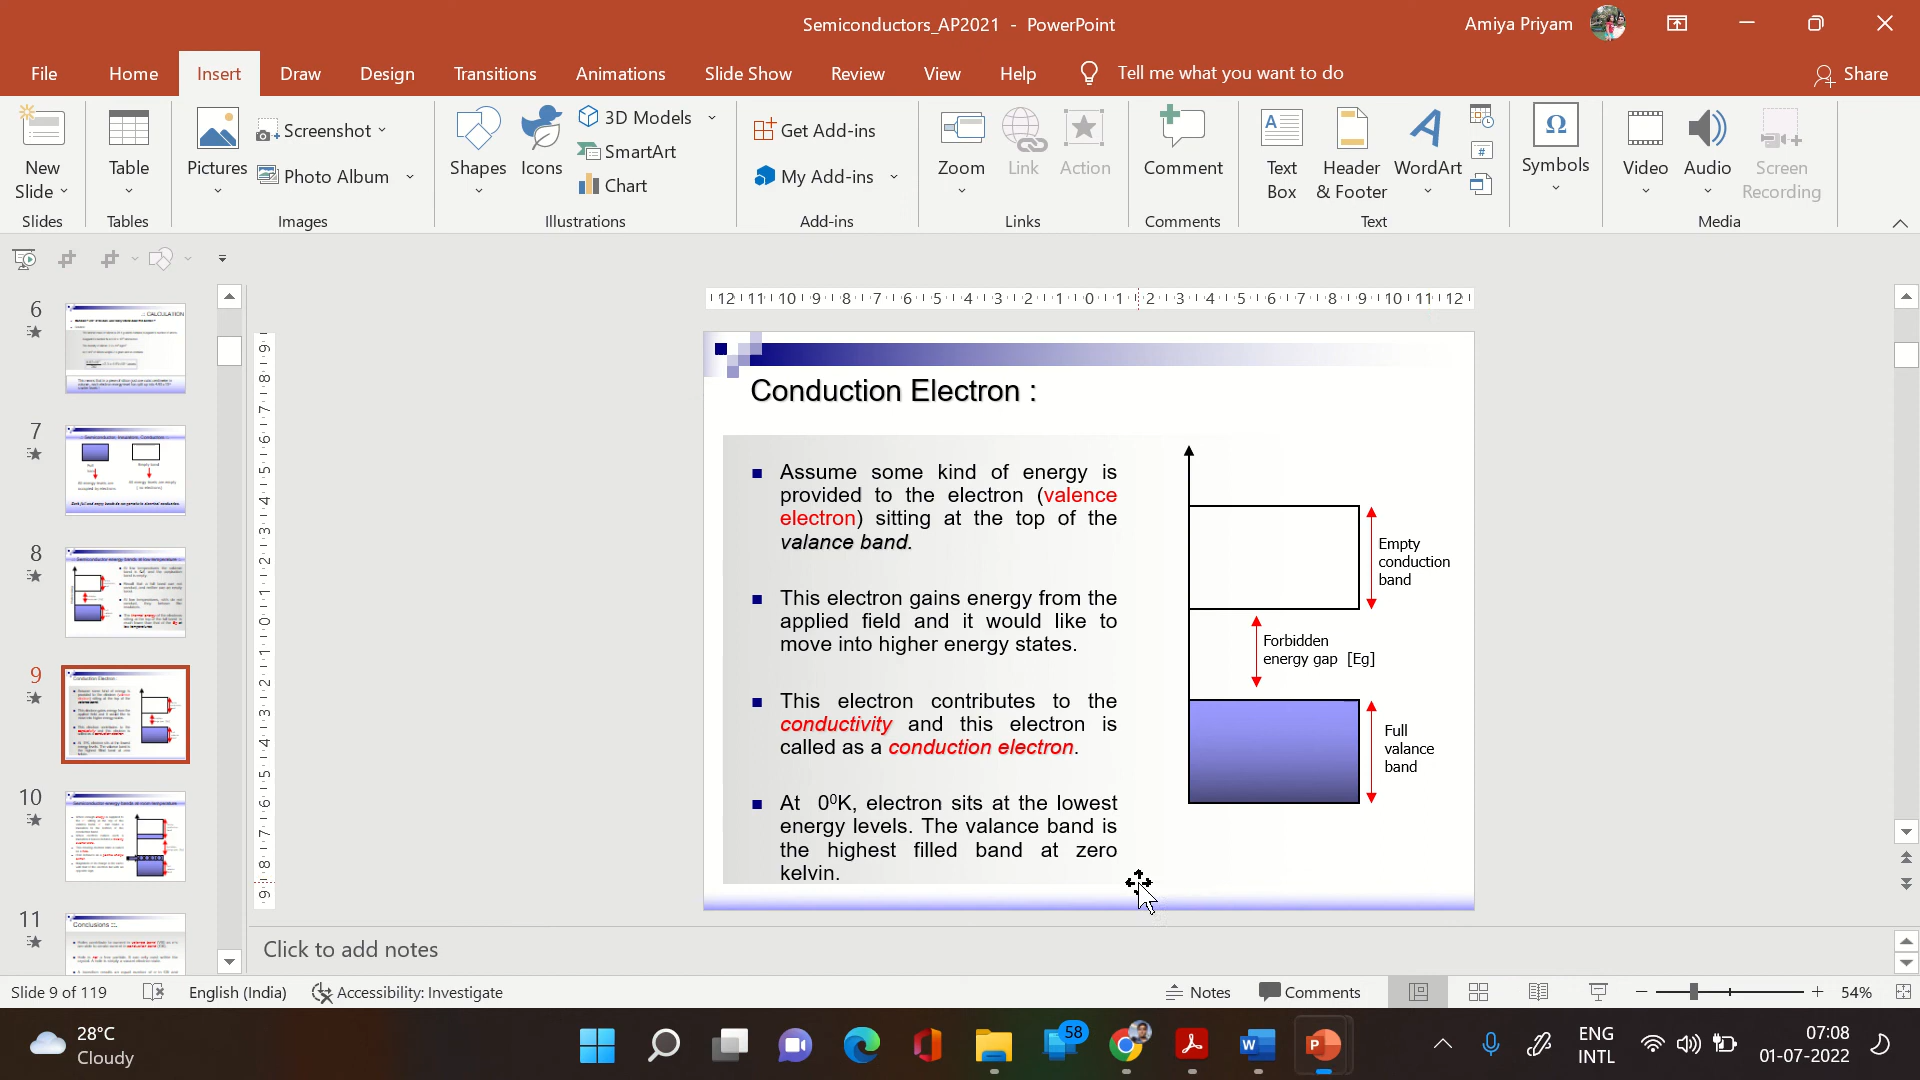 Semiconductors_AP2021 - PowerPoint
Amiya Priyam
File Home Insert Draw Design Transitions Animations Slide Show Review View Help Tell me what you want to do Share
New Slide
Table
Pictures
Screenshot
Photo Album
Shapes
Icons
3D Models
SmartArt
Chart
Get Add-ins
My Add-ins
Zoom
Link
Action
Comment
Text Box
Header & Footer
WordArt
Symbols
Video
Audio
Screen Recording
Slides Tables Images Illustrations Add-ins Links Comments Text Media
6
7
8
9
10
11
Conclusions ::.
Conduction Electron :
Assume some kind of energy is
provided to the electron (valence
electron) sitting at the top of the
valance band.
This electron gains energy from the
applied field and it would like to
move into higher energy states.
This electron contributes to the
conductivity and this electron is
called as a conduction electron.
At 0⁰K, electron sits at the lowest
energy levels. The valance band is
the highest filled band at zero
kelvin.
Empty
conduction
band
Forbidden
energy gap [Eg]
Full
valance
band
Click to add notes
Slide 9 of 119 English (India) Accessibility: Investigate Notes Comments 54%
28°C
Cloudy
58
ENG
INTL
07:08
01-07-2022